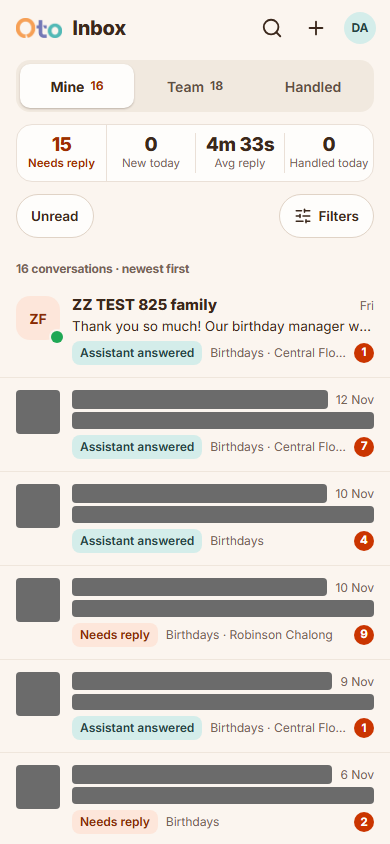 Oto Inbox DA
Mine 16 Team 18 Handled
15 0 4m 33s 0
Needs reply New today Avg reply Handled today
Unread Filters
16 conversations · newest first
ZF ZZ TEST 825 family Fri
Thank you so much! Our birthday manager w...
Assistant answered Birthdays · Central Flo... 1
12 Nov
Assistant answered Birthdays · Central Flo... 7
10 Nov
Assistant answered Birthdays 4
10 Nov
Needs reply Birthdays · Robinson Chalong 9
9 Nov
Assistant answered Birthdays · Central Flo... 1
6 Nov
Needs reply Birthdays 2